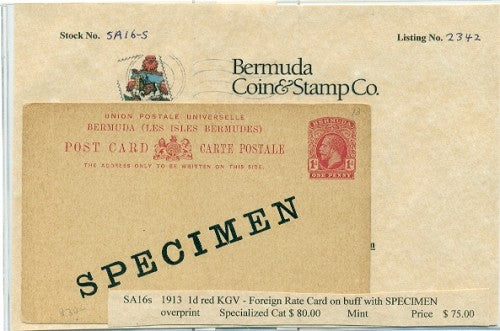 Stock No. SA16-S
Listing No. 2342
Bermuda
Coin & Stamp Co.
UNION POSTALE UNIVERSELLE
BERMUDA (LES ISLES BERMUDES)
POST CARD CARTE POSTALE
THE ADDRESS ONLY TO BE WRITTEN ON THIS SIDE.
BERMUDA
1d 1d
ONE PENNY
SPECIMEN
SA16s 1913 1d red KGV - Foreign Rate Card on buff with SPECIMEN
overprint Specialized Cat $ 80.00 Mint Price $ 75.00